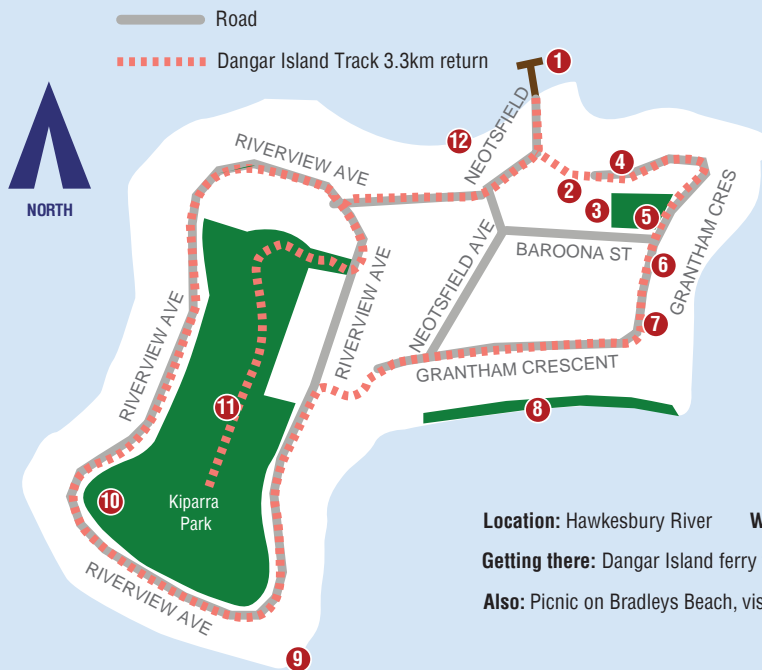 Road
Dangar Island Track 3.3km return
NORTH
1
12
NEOTSFIELD
RIVERVIEW AVE
4
2
3
5
GRANTHAM CRES
BAROONA ST
6
NEOTSFIELD AVE
RIVERVIEW AVE
RIVERVIEW AVE
7
GRANTHAM CRESCENT
11
8
10
Kiparra
Park
RIVERVIEW AVE
9
Location: Hawkesbury River W
Getting there: Dangar Island ferry
Also: Picnic on Bradleys Beach, vis